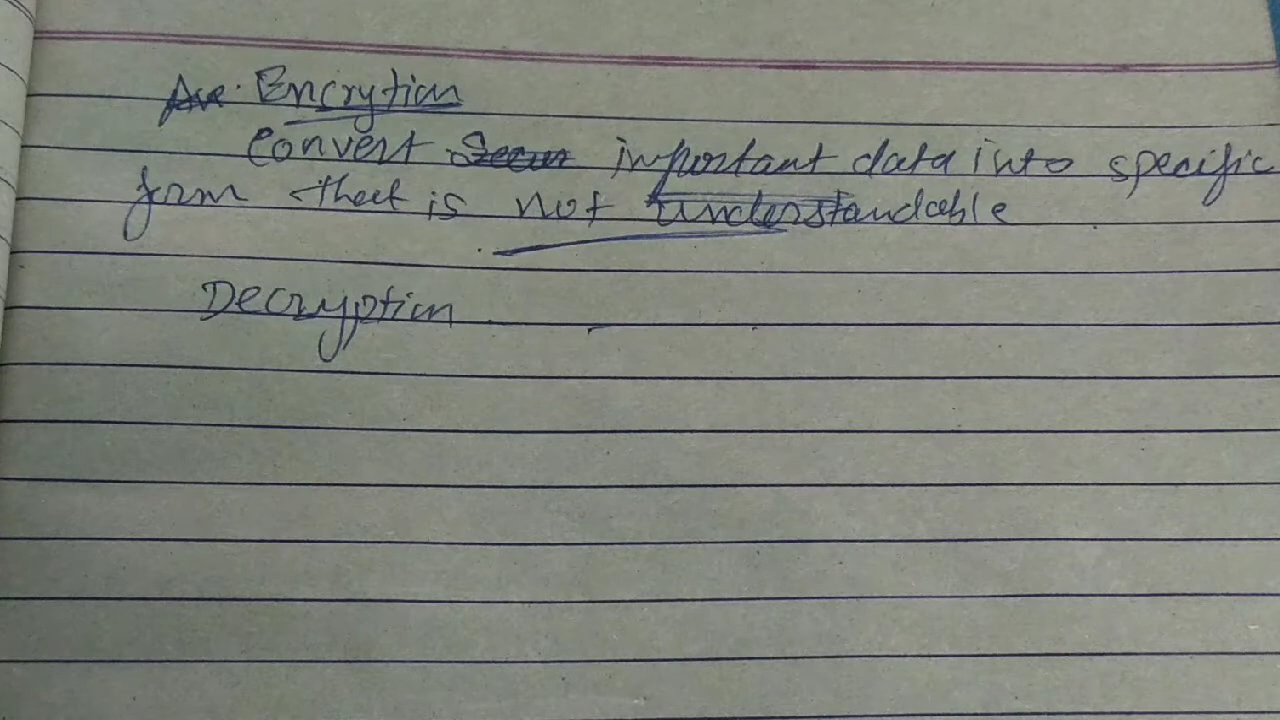 Encrytion
Convert important data into specific
form that is not understandable
Decryption